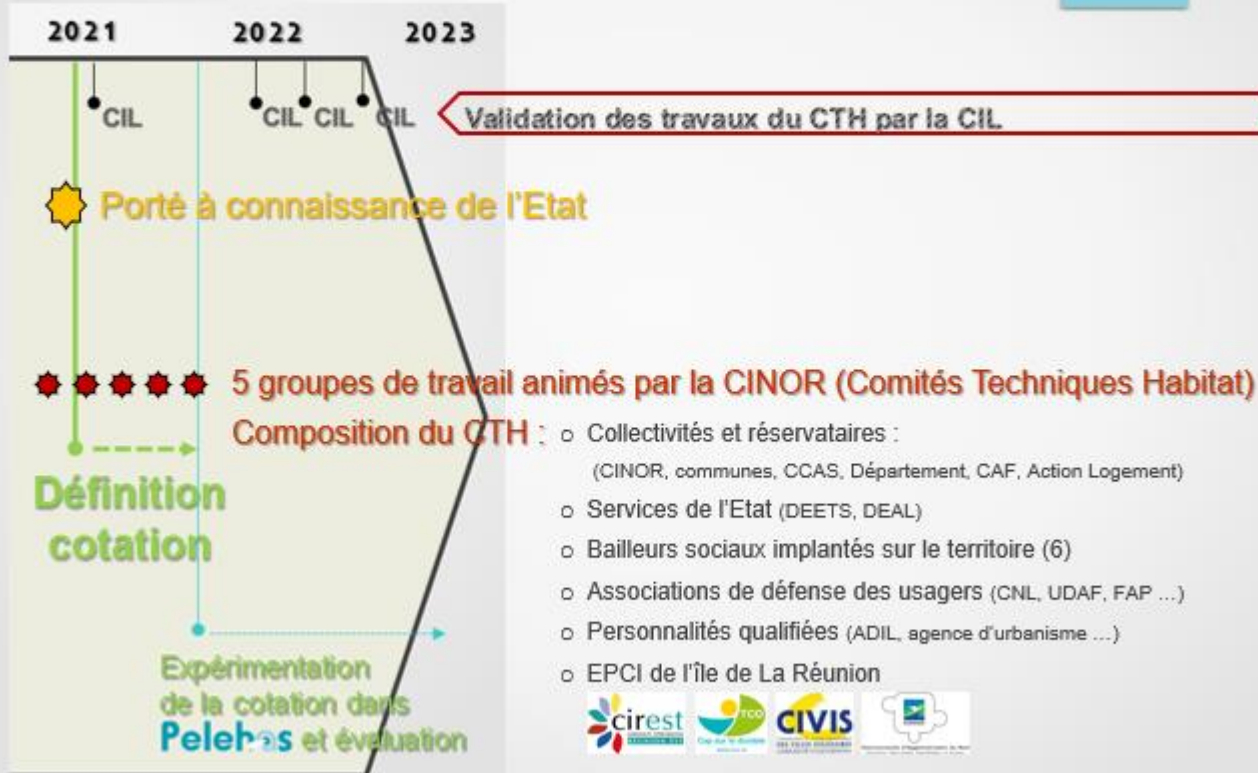 2021 2022 2023
CIL CIL CIL CIL
Validation des travaux du CTH par la CIL
Porté à connaissance de l'Etat
5 groupes de travail animés par la CINOR (Comités Techniques Habitat)
Composition du CTH :
o Collectivités et réservataires :
(CINOR, communes, CCAS, Département, CAF, Action Logement)
o Services de l'Etat (DEETS, DEAL)
o Bailleurs sociaux implantés sur le territoire (6)
o Associations de défense des usagers (CNL, UDAF, FAP ...)
o Personnalités qualifiées (ADIL, agence d'urbanisme ...)
o EPCI de l'île de La Réunion
cirest
TCO
CIVIS
Définition
cotation
Expérimentation
de la cotation dans
Pelehas et évaluation